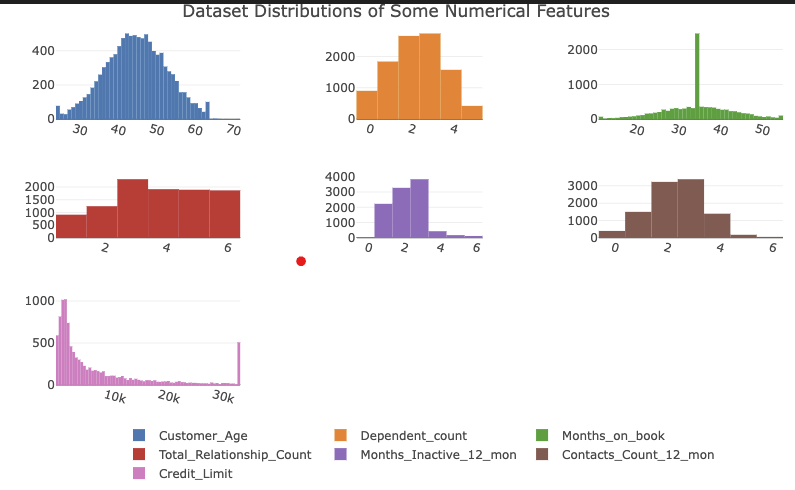 Dataset Distributions of Some Numerical Features
400
200
0
30 40 50 60 70
2000
1000
0
0 2 4
2000
1000
0
20 30 40 50
2000
1500
1000
500
0
2 4 6
4000
3000
2000
1000
0
0 2 4 6
3000
2000
1000
0
0 2 4 6
1000
500
0
10k 20k 30k
Customer_Age Dependent_count Months_on_book
Total_Relationship_Count Months_Inactive_12_mon Contacts_Count_12_mon
Credit_Limit